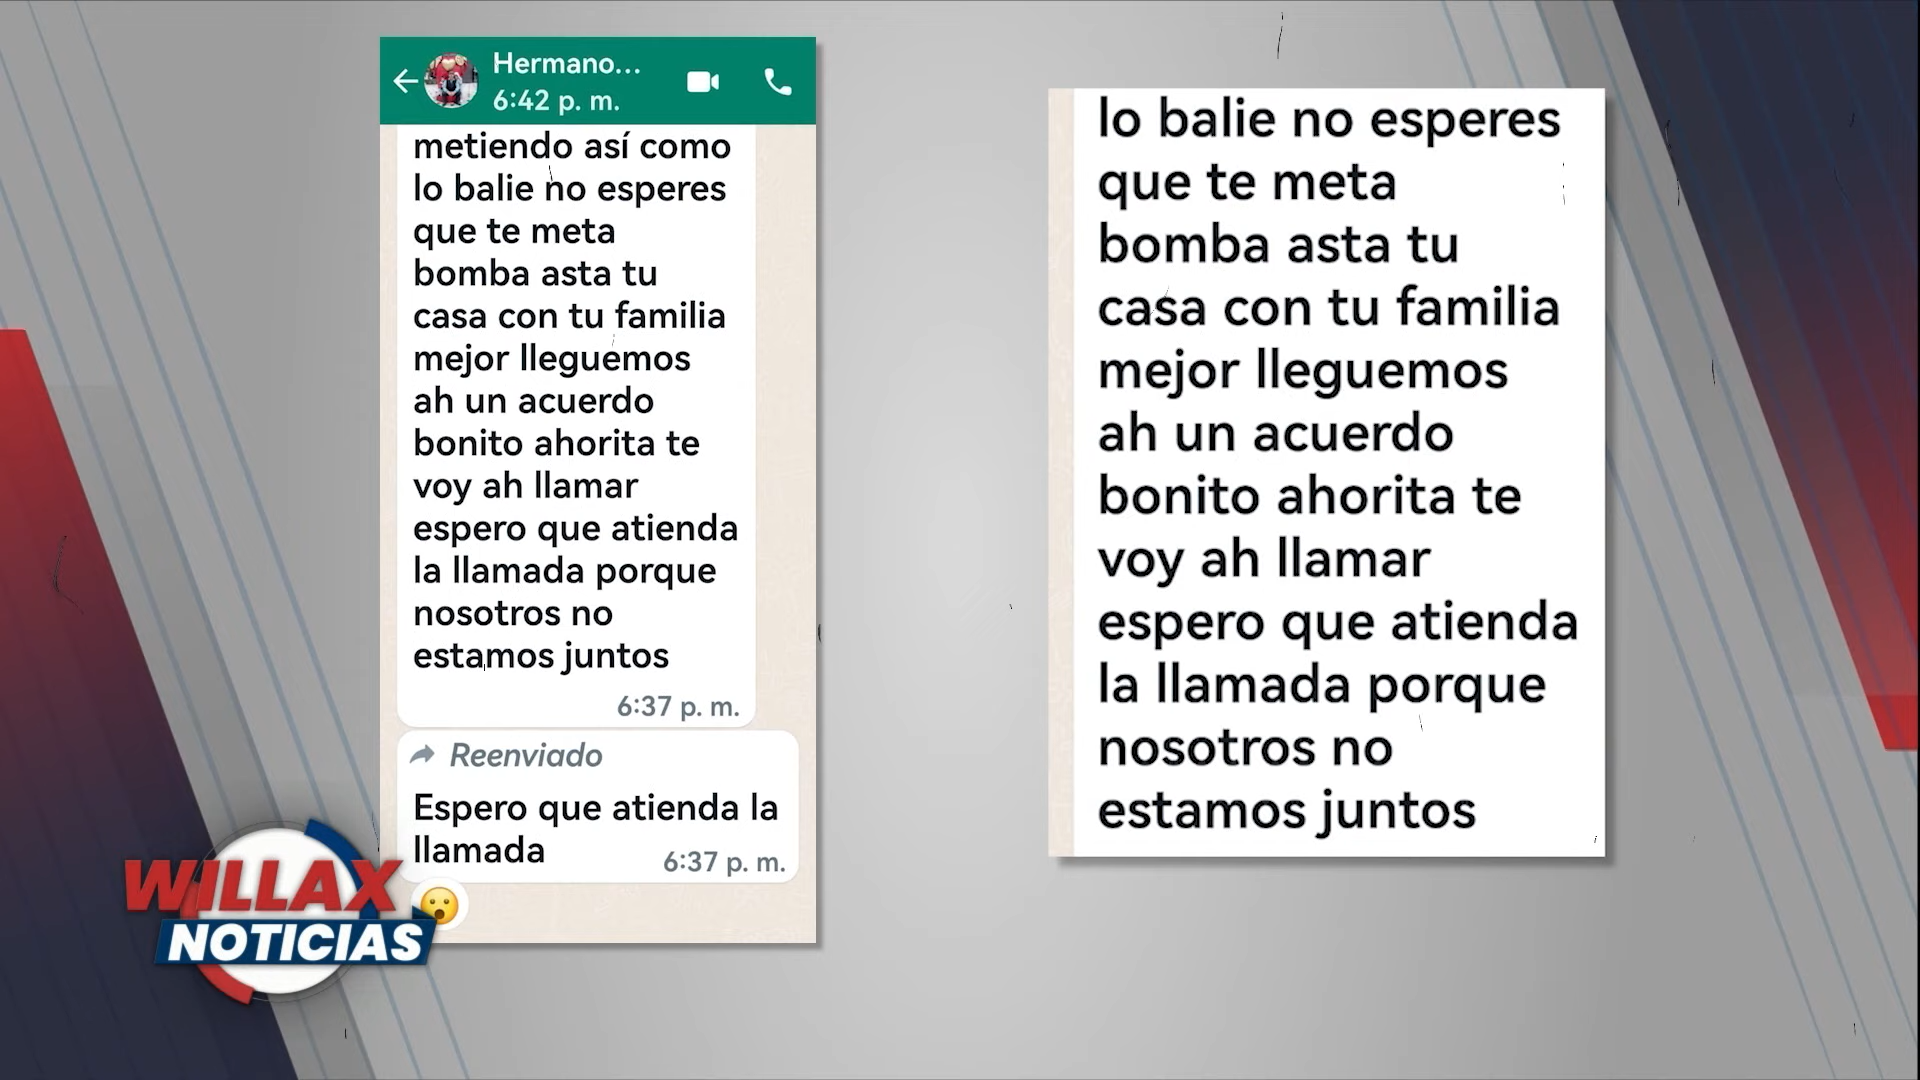 Hermano...
6:42 p. m.
metiendo así como
lo balie no esperes
que te meta
bomba asta tu
casa con tu familia
mejor lleguemos
ah un acuerdo
bonito ahorita te
voy ah llamar
espero que atienda
la llamada porque
nosotros no
estamos juntos
6:37 p. m.
Reenviado
Espero que atienda la
llamada
6:37 p. m.
lo balie no esperes
que te meta
bomba asta tu
casa con tu familia
mejor lleguemos
ah un acuerdo
bonito ahorita te
voy ah llamar
espero que atienda
la llamada porque
nosotros no
estamos juntos
WILLAX
NOTICIAS